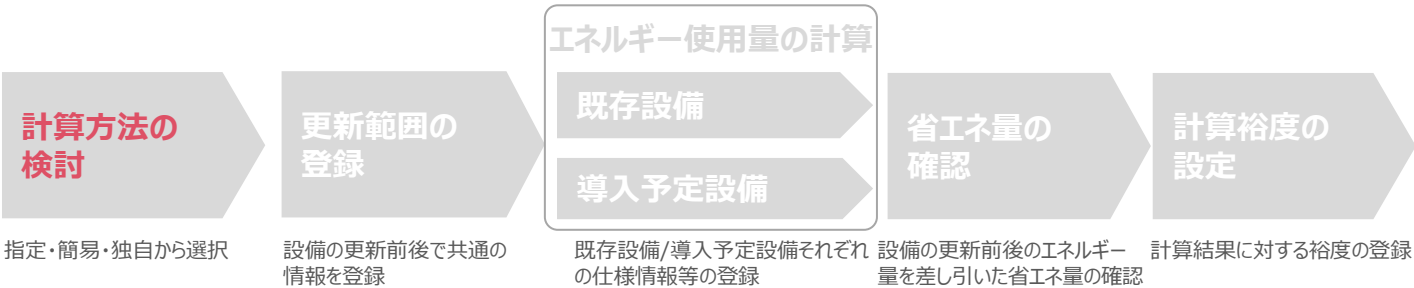 エネルギー使用量の計算
計算方法の
検討
更新範囲の
登録
既存設備
導入予定設備
省エネ量の
確認
計算裕度の
設定
指定・簡易・独自から選択
設備の更新前後で共通の
情報を登録
既存設備/導入予定設備それぞれ
の仕様情報等の登録
設備の更新前後のエネルギー
量を差し引いた省エネ量の確認
計算結果に対する裕度の登録